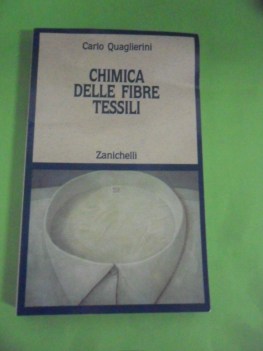 Carlo Quaglierini
CHIMICA
DELLE FIBRE
TESSILI
Zanichelli